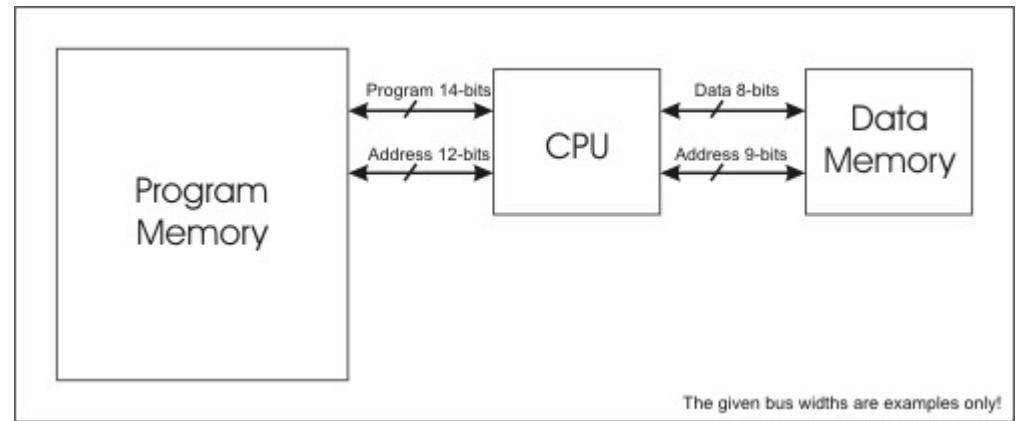 Program
Memory
Program 14-bits
Address 12-bits
CPU
Data 8-bits
Address 9-bits
Data
Memory
The given bus widths are examples only!